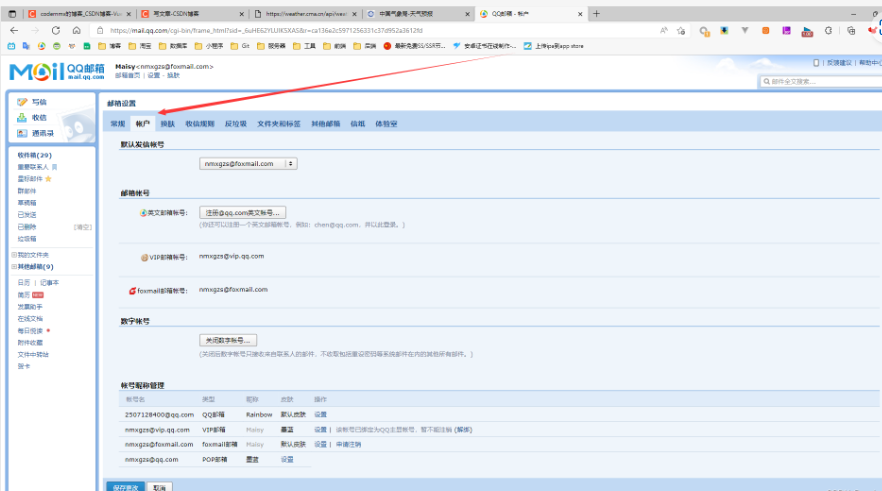 codemmx的博客_CSDN博客-Vue
写文章-CSDN博客
https://weather.cma.cn/api/weat
中国气象局-天气预报
QQ邮箱 - 帐户
https://mail.qq.com/cgi-bin/frame_html?sid=
博客 淘宝 数据库 小程序 Git 服务器 工具 前端 后端 最新免费SS/SSR节... 安卓证书在线制作-... 上传ipa到app store
MAil QQ邮箱 mail.qq.com
Maisy<nmxgzs@foxmail.com>
邮箱首页 | 设置 - 换肤
反馈建议 | 帮助中心
邮件全文搜索...
写信
收信
通讯录
收件箱(29)
重要联系人
星标邮件
群邮件
草稿箱
已发送
已删除 [清空]
垃圾箱
我的文件夹
其他邮箱(9)
日历 | 记事本
简历 NEW
发票助手
在线文档
每日悦读
附件收藏
文件中转站
贺卡
邮箱设置
常规 帐户 换肤 收信规则 反垃圾 文件夹和标签 其他邮箱 信纸 体验室
默认发信帐号
nmxgzs@foxmail.com
邮箱帐号
英文邮箱帐号: 注册@qq.com英文帐号...
(你还可以注册一个英文邮箱帐号，例如: chen@qq.com，并以此登录。)
VIP邮箱帐号: nmxgzs@vip.qq.com
foxmail邮箱帐号: nmxgzs@foxmail.com
数字帐号
关闭数字帐号...
(关闭后数字帐号只接收来自联系人的邮件，不收取包括重设密码等系统邮件在内的其他所有邮件。)
帐号昵称管理
帐号名 类型 昵称 皮肤 操作
2507128400@qq.com QQ邮箱 Rainbow 默认皮肤 设置
nmxgzs@vip.qq.com VIP邮箱 Maisy 墨蓝 设置 | 该帐号已绑定为QQ主显帐号，暂不能注销 [解绑]
nmxgzs@foxmail.com foxmail邮箱 Maisy 默认皮肤 设置 | 申请注销
nmxgzs@qq.com POP邮箱 墨蓝 设置
保存更改 取消